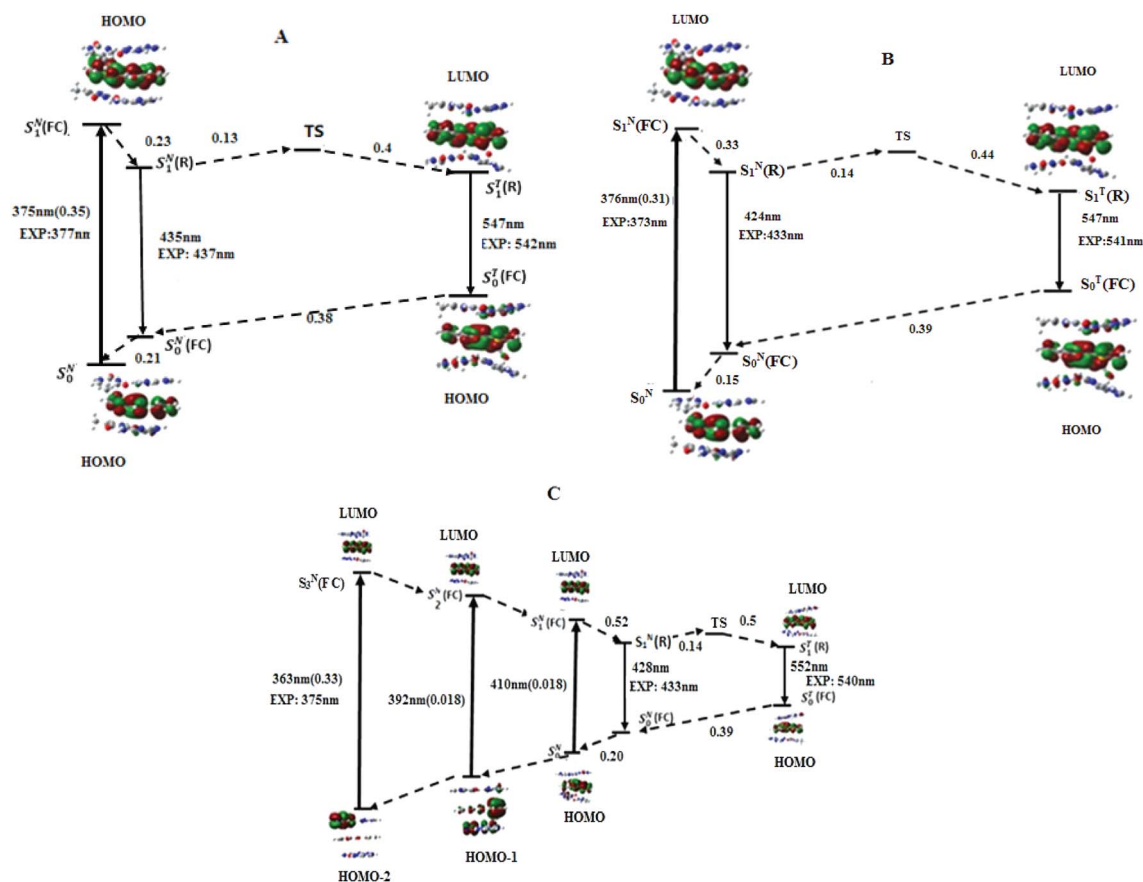 A
HOMO
S₁ᴺ(FC)
0.23
0.13
TS
0.4
LUMO
S₁ᴺ(R)
S₁ᵀ(R)
375nm(0.35)
EXP:377nm
435nm
EXP: 437nm
547nm
EXP: 542nm
S₀ᵀ(FC)
0.38
S₀ᴺ(FC)
0.21
S₀ᴺ
HOMO
HOMO
B
LUMO
LUMO
S₁ᴺ(FC)
0.33
TS
0.44
S₁ᴺ(R)
0.14
S₁ᵀ(R)
376nm(0.31)
EXP:373nm
424nm
EXP:433nm
547nm
EXP:541nm
S₀ᵀ(FC)
0.39
S₀ᴺ(FC)
0.15
S₀ᴺ
HOMO
HOMO
C
LUMO
LUMO
LUMO
LUMO
S₃ᴺ(FC)
S₂ᴺ(FC)
S₁ᴺ(FC)
0.52
TS
0.5
S₁ᴺ(R)
0.14
S₁ᵀ(R)
363nm(0.33)
EXP: 375nm
392nm(0.018)
410nm(0.018)
428nm
EXP: 433nm
552nm
EXP: 540nm
S₀ᵀ(FC)
S₀ᴺ(FC)
0.39
S₀ᴺ
0.20
HOMO
HOMO
HOMO-1
HOMO-2